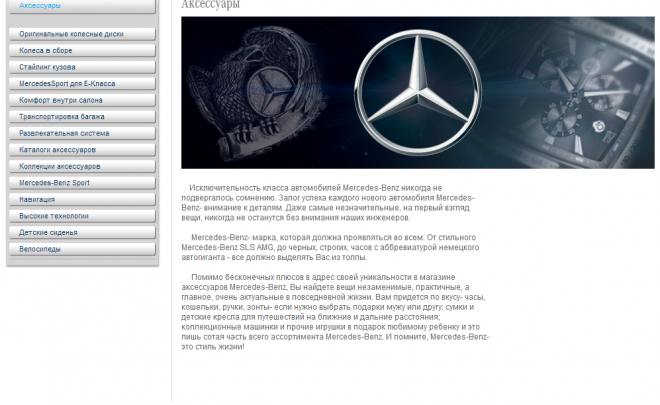 Аксессуары
Аксессуары
Оригинальные колесные диски
Колеса в сборе
Стайлинг кузова
MercedesSport для E-Класса
Комфорт внутри салона
Транспортировка багажа
Развлекательная система
Каталоги аксессуаров
Коллекции аксессуаров
Mercedes-Benz Sport
Навигация
Высокие технологии
Детские сиденья
Велосипеды
Исключительность класса автомобилей Mercedes-Benz никогда не
подвергалось сомнению. Залог успеха каждого нового автомобиля Mercedes-
Benz- внимание к деталям. Даже самые незначительные, на первый взгляд
вещи, никогда не останутся без внимания наших инженеров.
Mercedes-Benz- марка, которая должна проявляться во всем. От стильного
Mercedes-Benz SLS AMG, до черных, строгих, часов с аббревиатурой немецкого
автогиганта - все должно выделять Вас из толпы.
Помимо бесконечных плюсов в адрес своей уникальности в магазине
аксессуаров Mercedes-Benz, Вы найдете вещи незаменимые, практичные, а
главное, очень актуальные в повседневной жизни. Вам придется по вкусу- часы,
кошельки, ручки, зонты- если нужно выбрать подарки мужу или другу; сумки и
детские кресла для путешествий на ближние и дальние расстояния;
коллекционные машинки и прочие игрушки в подарок любимому ребенку и это
лишь сотая часть всего ассортимента Mercedes-Benz. И помните, Mercedes-Benz-
это стиль жизни!